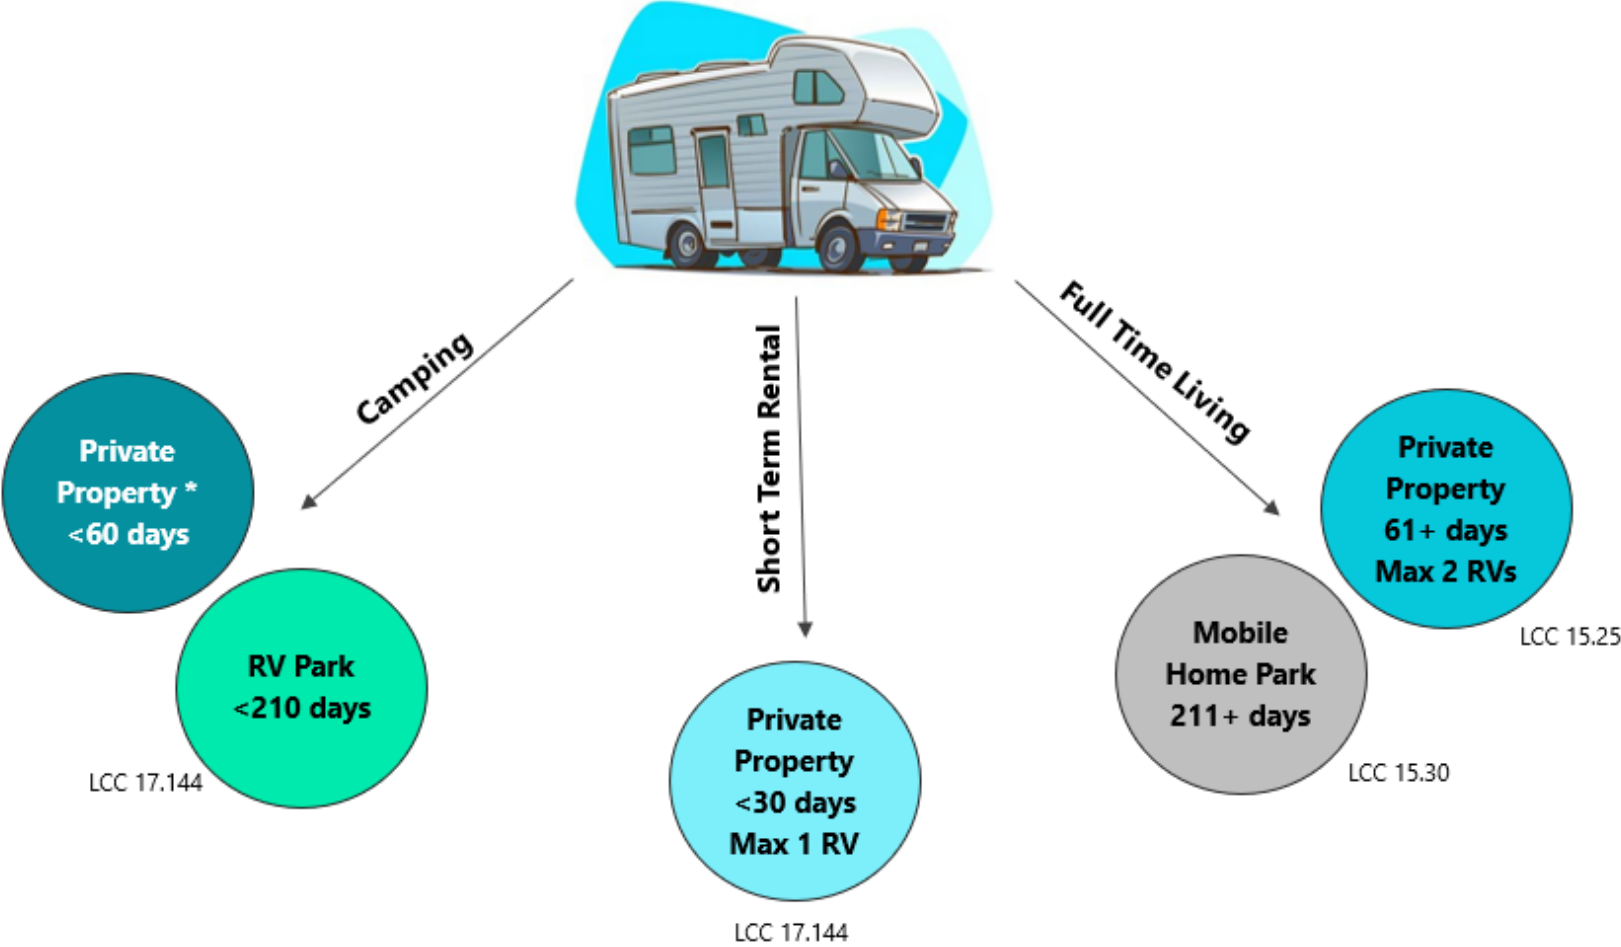 Camping
Private
Property *
<60 days
RV Park
<210 days
LCC 17.144
Short Term Rental
Private
Property
<30 days
Max 1 RV
LCC 17.144
Full Time Living
Private
Property
61+ days
Max 2 RVs
LCC 15.25
Mobile
Home Park
211+ days
LCC 15.30